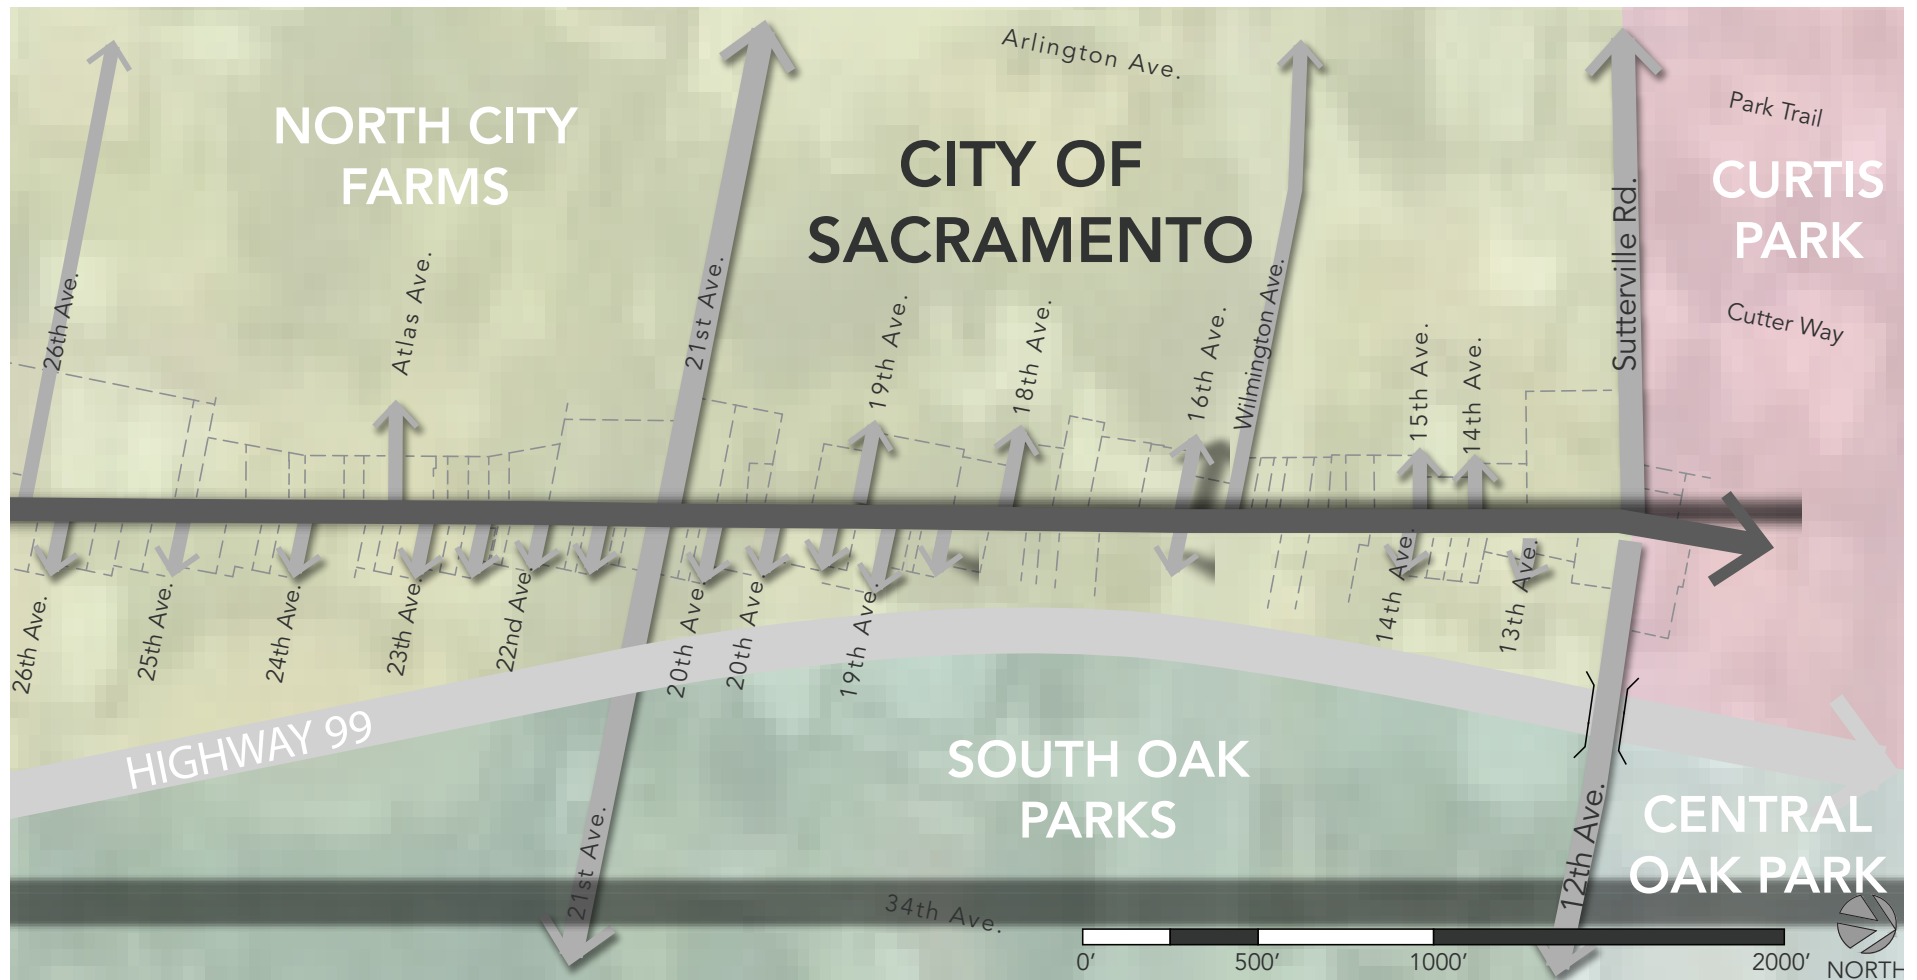 Arlington Ave.
Park Trail
NORTH CITY
FARMS
CITY OF
SACRAMENTO
CURTIS
PARK
Sutterville Rd.
26th Ave.
Atlas Ave.
21st Ave.
19th Ave.
18th Ave.
16th Ave.
Wilmington Ave.
15th Ave.
14th Ave.
Cutter Way
26th Ave.
25th Ave.
24th Ave.
23th Ave.
22nd Ave.
20th Ave.
20th Ave.
19th Ave.
14th Ave.
13th Ave.
HIGHWAY 99
SOUTH OAK
PARKS
CENTRAL
OAK PARK
21st Ave.
12th Ave.
34th Ave.
0’ 500’ 1000’ 2000’
NORTH